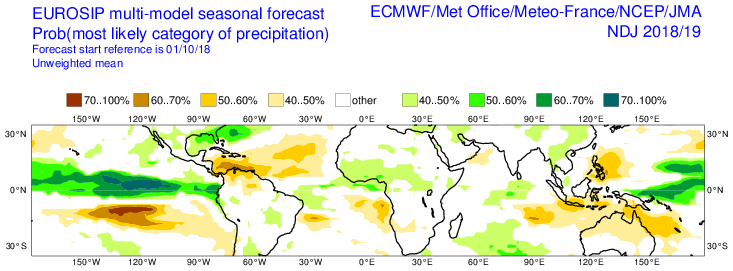 EUROSIP multi-model seasonal forecast
ECMWF/Met Office/Meteo-France/NCEP/JMA
Prob(most likely category of precipitation)
NDJ 2018/19
Forecast start reference is 01/10/18
Unweighted mean
70..100% 60..70% 50..60% 40..50% other 40..50% 50..60% 60..70% 70..100%
150°W 120°W 90°W 60°W 30°W 0°E 30°E 60°E 90°E 120°E 150°E
30°N 30°N
0°N 0°N
30°S 30°S
150°W 120°W 90°W 60°W 30°W 0°E 30°E 60°E 90°E 120°E 150°E